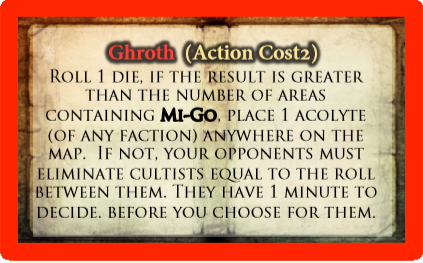 Ghroth (Action Cost2)
Roll 1 die, if the result is greater
than the number of areas
containing Mi-Go, place 1 acolyte
(of any faction) anywhere on the
map. If not, your opponents must
eliminate cultists equal to the roll
between them. They have 1 minute to
decide. before you choose for them.